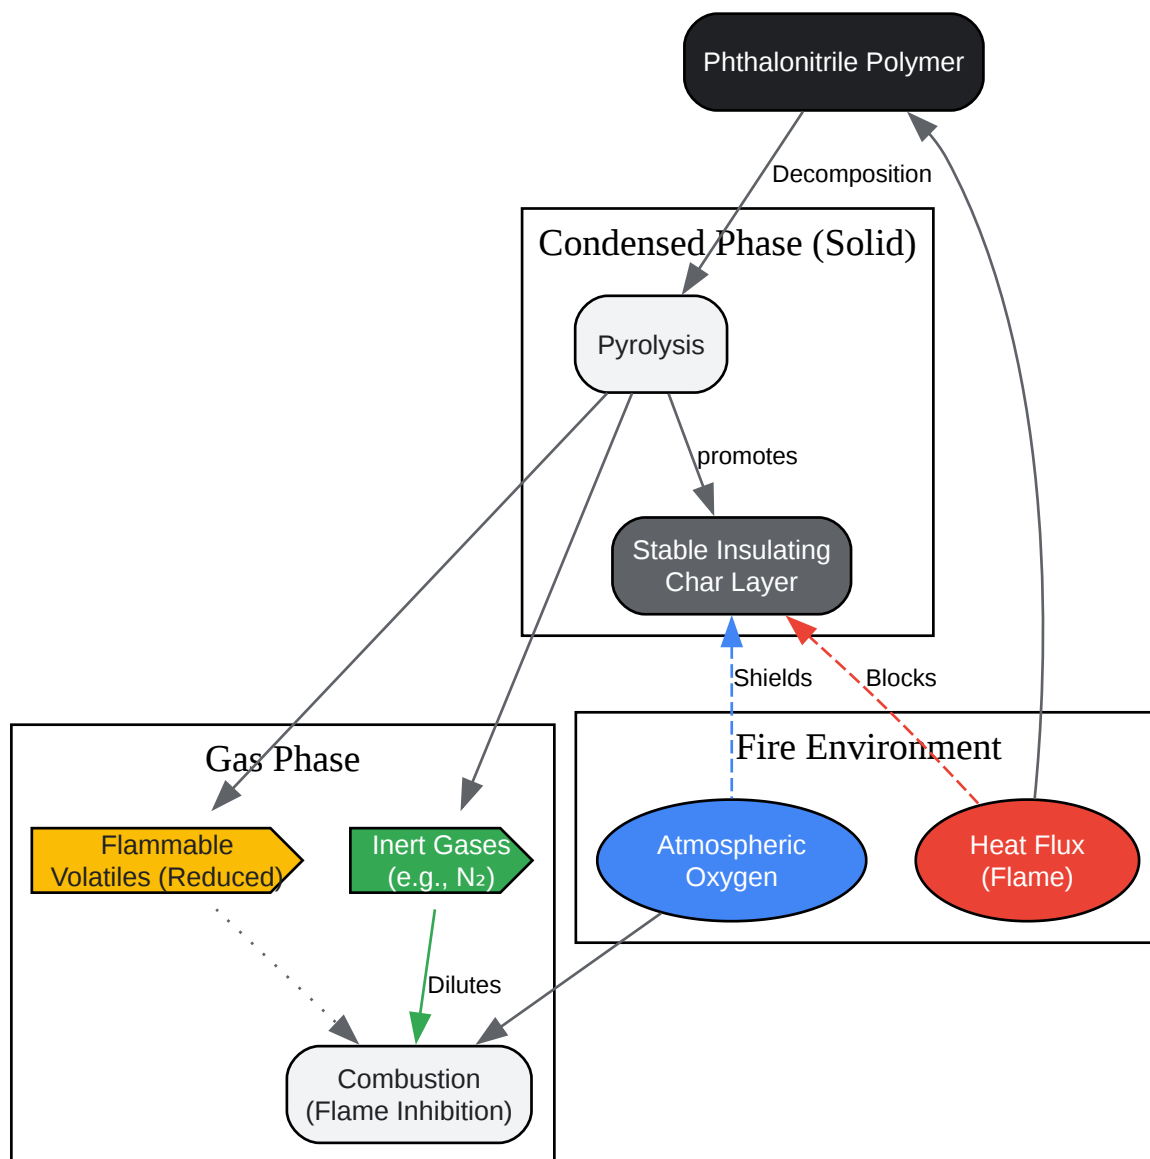 Phthalonitrile Polymer
Decomposition
Condensed Phase (Solid)
Pyrolysis
promotes
Stable Insulating
Char Layer
Shields
Blocks
Gas Phase
Fire Environment
Flammable
Volatiles (Reduced)
Inert Gases
(e.g., N₂)
Atmospheric
Oxygen
Heat Flux
(Flame)
Dilutes
Combustion
(Flame Inhibition)